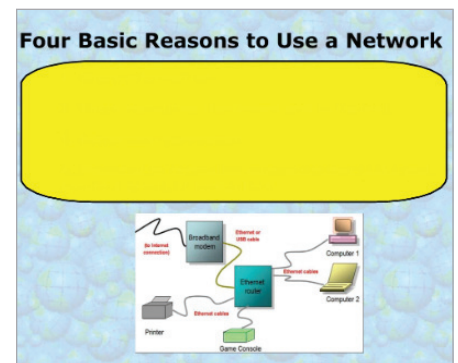 Four Basic Reasons to Use a Network
(to Internet
connection)
Broadband
modem
Ethernet or
USB cable
Computer 1
Ethernet
router
Ethernet cables
Computer 2
Ethernet cables
Printer
Game Console